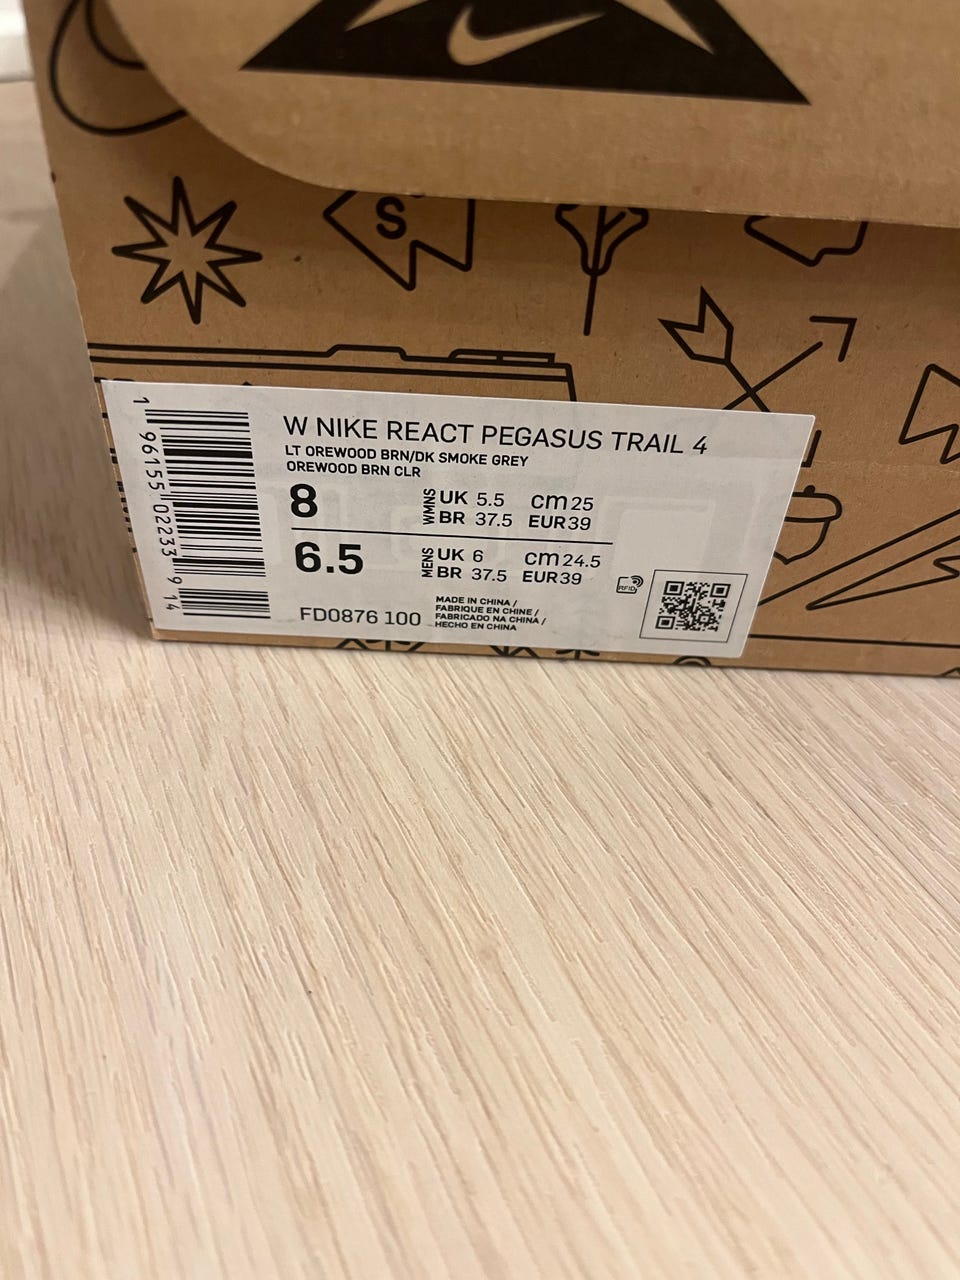 S
W NIKE REACT PEGASUS TRAIL 4
LT OREWOOD BRN/DK SMOKE GREY
OREWOOD BRN CLR
8 WMNS UK 5.5 cm 25
BR 37.5 EUR 39
6.5 MENS UK 6 cm 24.5
BR 37.5 EUR 39
RFID
FD0876 100
MADE IN CHINA /
FABRIQUE EN CHINE /
FABRICADO NA CHINA /
HECHO EN CHINA
1 96155 02233 9 14